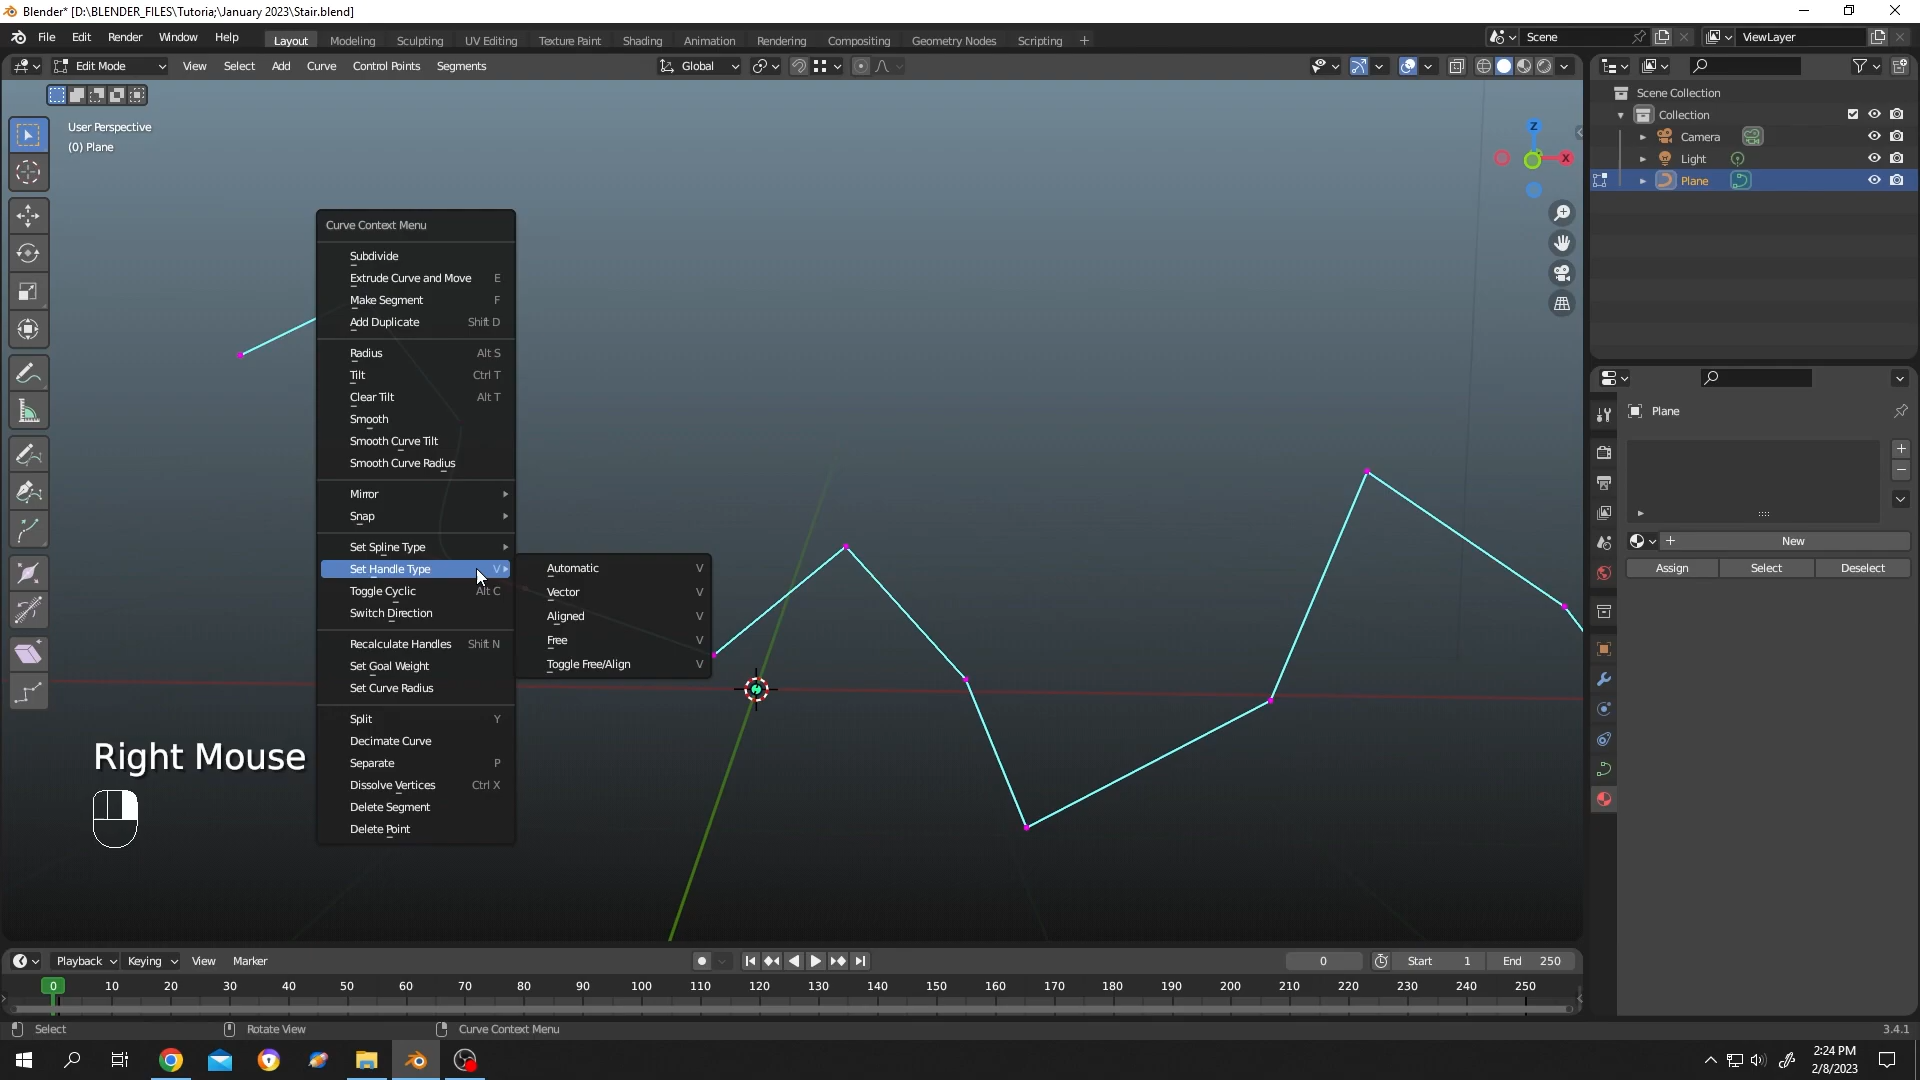 Blender* [D:\BLENDER_FILES\Tutoria;\January 2023\Stair.blend]
File Edit Render Window Help Layout Modeling Sculpting UV Editing Texture Paint Shading Animation Rendering Compositing Geometry Nodes Scripting + Scene ViewLayer
Edit Mode View Select Add Curve Control Points Segments Global
Scene Collection
Collection
Camera
Light
Plane
User Perspective
(0) Plane
Z
X
Curve Context Menu
Subdivide
Extrude Curve and Move E
Make Segment F
Add Duplicate Shift D
Radius Alt S
Tilt Ctrl T
Clear Tilt Alt T
Smooth
Smooth Curve Tilt
Smooth Curve Radius
Mirror
Snap
Set Spline Type
Set Handle Type V
Toggle Cyclic Alt C
Switch Direction
Recalculate Handles Shift N
Set Goal Weight
Set Curve Radius
Split Y
Decimate Curve
Separate P
Dissolve Vertices Ctrl X
Delete Segment
Delete Point
Automatic V
Vector V
Aligned V
Free V
Toggle Free/Align V
Right Mouse
Plane
New
Assign Select Deselect
Playback Keying View Marker 0 Start 1 End 250
0 10 20 30 40 50 60 70 80 90 100 110 120 130 140 150 160 170 180 190 200 210 220 230 240 250
Select Rotate View Curve Context Menu 3.4.1
2:24 PM
2/8/2023